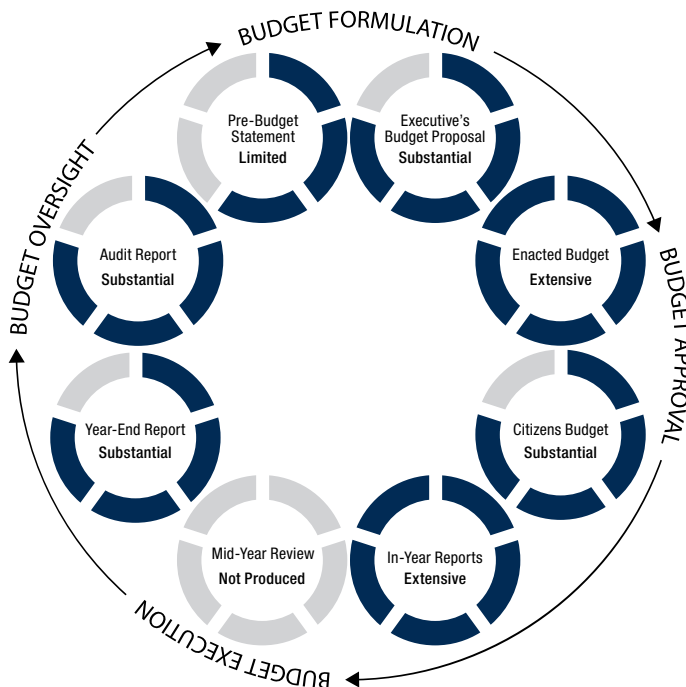 BUDGET FORMULATION
Pre-Budget
Statement
Limited
Executive's
Budget Proposal
Substantial
BUDGET OVERSIGHT
Audit Report
Substantial
Enacted Budget
Extensive
BUDGET APPROVAL
Year-End Report
Substantial
Citizens Budget
Substantial
Mid-Year Review
Not Produced
In-Year Reports
Extensive
BUDGET EXECUTION